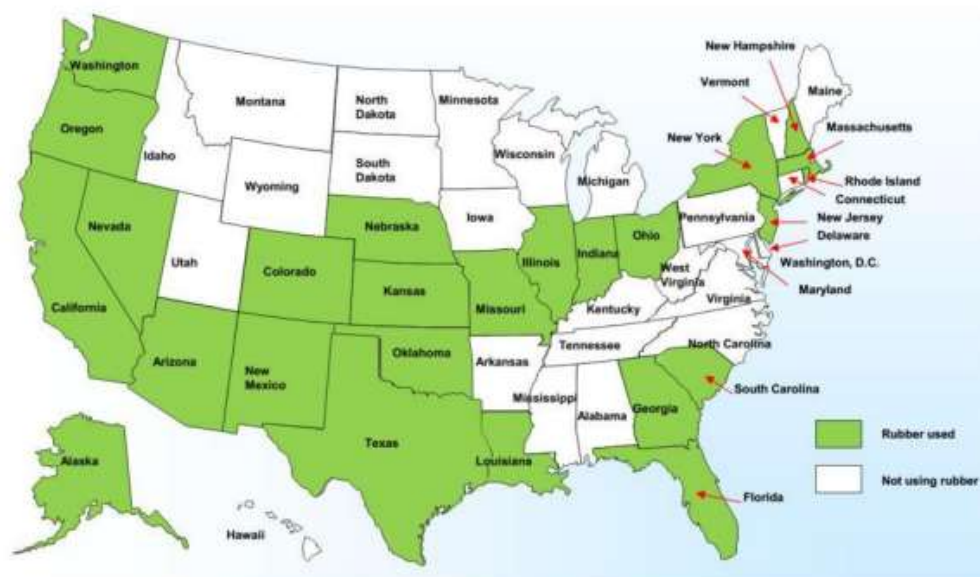 New Hampshire
Vermont
Maine
Washington
Montana
North
Dakota
Minnesota
Massachusetts
Oregon
New York
Idaho
South
Dakota
Wisconsin
Michigan
Rhode Island
Connecticut
Wyoming
Iowa
Pennsylvania
New Jersey
Delaware
Nevada
Nebraska
Ohio
Utah
Illinois
Indiana
Washington, D.C.
Colorado
West
Virginia
Maryland
Kansas
California
Missouri
Kentucky
Virginia
Tennessee
North Carolina
Arizona
Oklahoma
Arkansas
New
Mexico
South Carolina
Mississippi
Alabama
Georgia
Rubber used
Texas
Alaska
Louisiana
Not using rubber
Florida
Hawaii